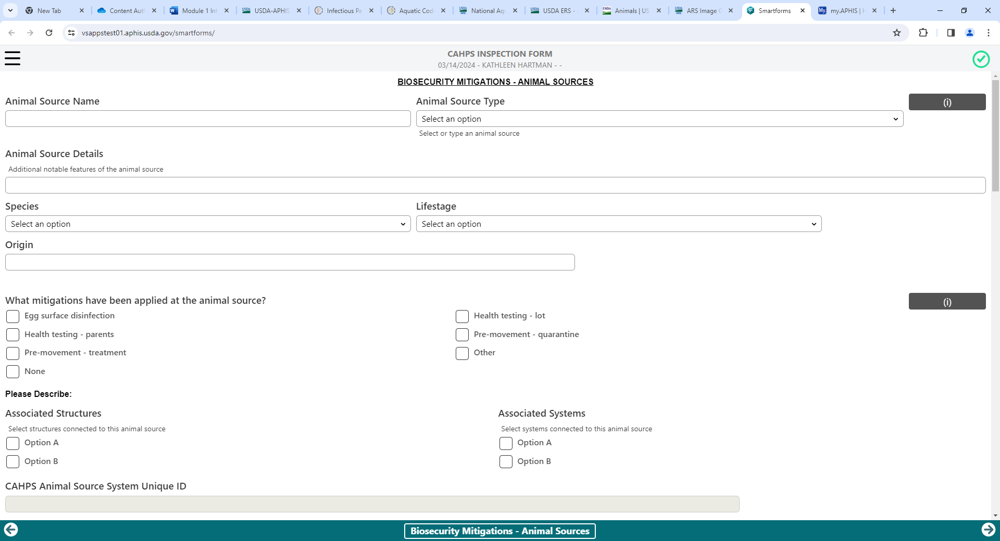 New Tab
Content Aut
Module 1 Int
USDA-APHIS
Infectious Pa
Aquatic Cod
National Aqu
USDA ERS -
Animals | US
ARS Image G
Smartforms
my.APHIS | H
vsappstest01.aphis.usda.gov/smartforms/
CAHPS INSPECTION FORM
03/14/2024 - KATHLEEN HARTMAN - -
BIOSECURITY MITIGATIONS - ANIMAL SOURCES
Animal Source Name
Animal Source Type
(i)
Select an option
Select or type an animal source
Animal Source Details
Additional notable features of the animal source
Species
Lifestage
Select an option
Select an option
Origin
What mitigations have been applied at the animal source?
(i)
Egg surface disinfection
Health testing - lot
Health testing - parents
Pre-movement - quarantine
Pre-movement - treatment
Other
None
Please Describe:
Associated Structures
Associated Systems
Select structures connected to this animal source
Select systems connected to this animal source
Option A
Option A
Option B
Option B
CAHPS Animal Source System Unique ID
Biosecurity Mitigations - Animal Sources